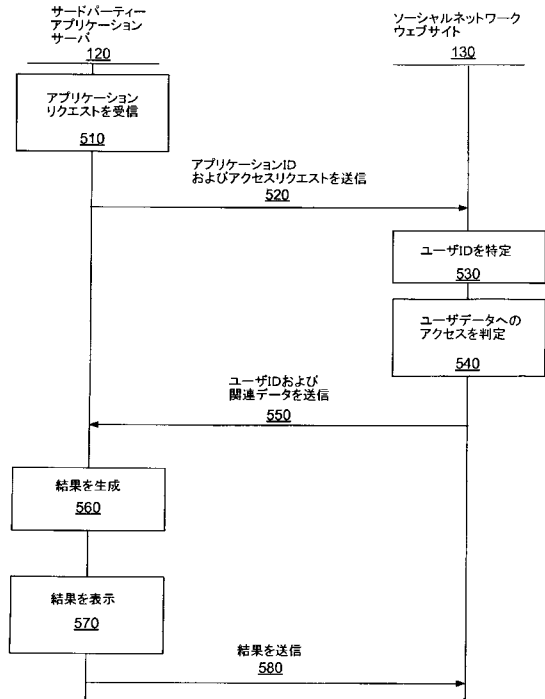 サードパーティー
アプリケーション
サーバ
120
ソーシャルネットワーク
ウェブサイト
130
アプリケーション
リクエストを受信
510
アプリケーションID
およびアクセスリクエストを送信
520
ユーザIDを特定
530
ユーザデータへの
アクセスを判定
540
ユーザIDおよび
関連データを送信
550
結果を生成
560
結果を表示
570
結果を送信
580